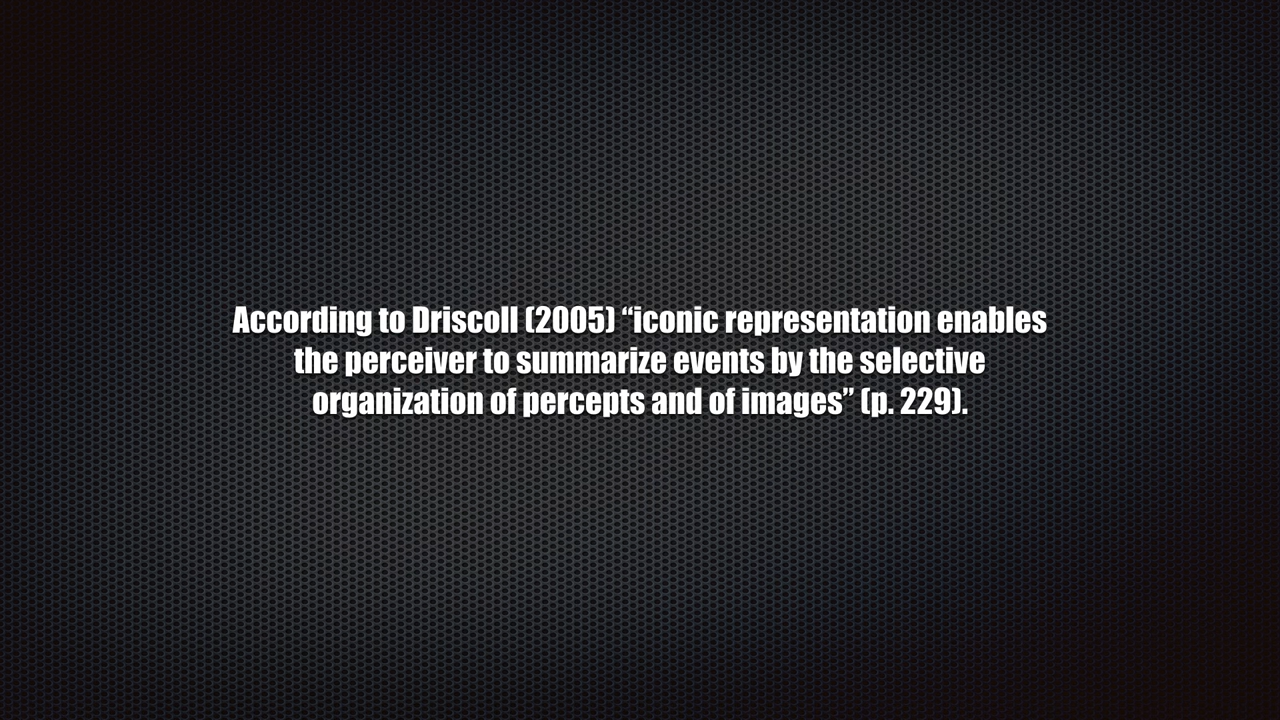 According to Driscoll (2005) “iconic representation enables
the perceiver to summarize events by the selective
organization of percepts and of images” (p. 229).